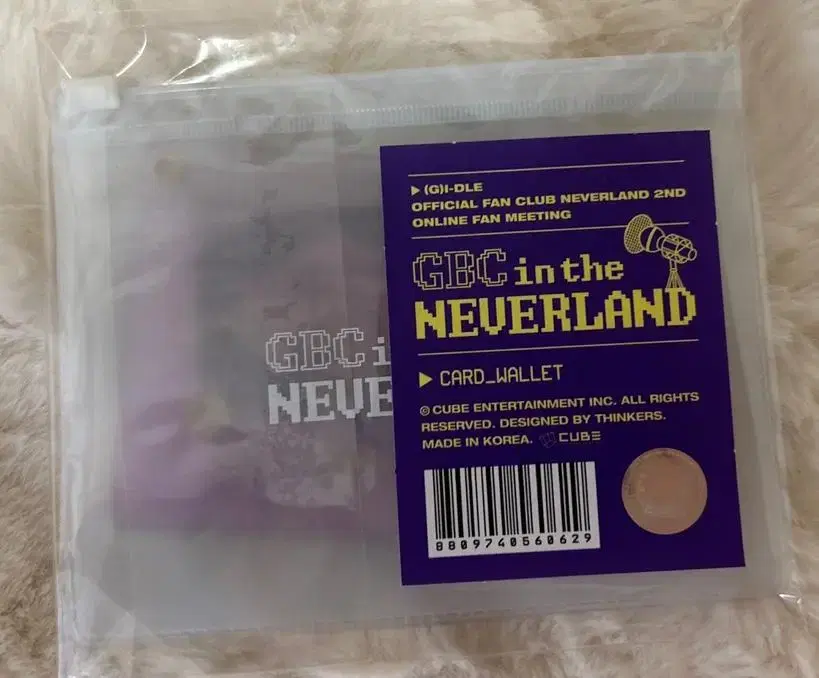 ▶ (G)I-DLE
OFFICIAL FAN CLUB NEVERLAND 2ND
ONLINE FAN MEETING
GBC in the
NEVERLAND
▶ CARD_WALLET
© CUBE ENTERTAINMENT INC. ALL RIGHTS
RESERVED. DESIGNED BY THINKERS.
MADE IN KOREA. CUBE
8809740560629
GBC i
NEVE